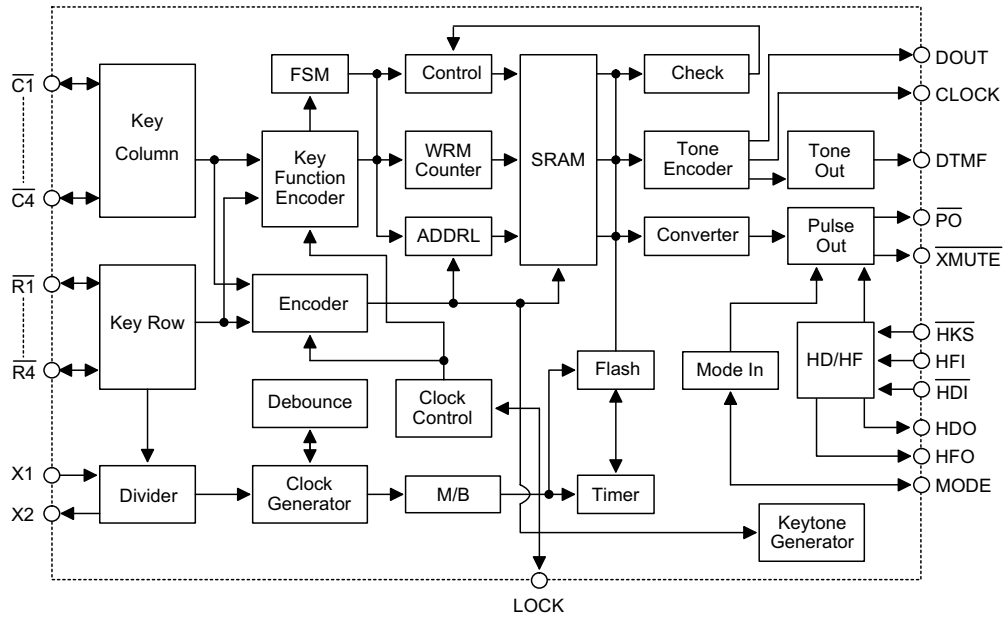 C1
C4
R1
R4
X1
X2
Key
Column
Key Row
Divider
FSM
Key
Function
Encoder
Encoder
Debounce
Clock
Generator
Clock
Control
M/B
Control
WRM
Counter
ADDRL
SRAM
Check
Tone
Encoder
Converter
Flash
Timer
Tone
Out
Pulse
Out
Mode In
HD/HF
Keytone
Generator
DOUT
CLOCK
DTMF
PO
XMUTE
HKS
HFI
HDI
HDO
HFO
MODE
LOCK